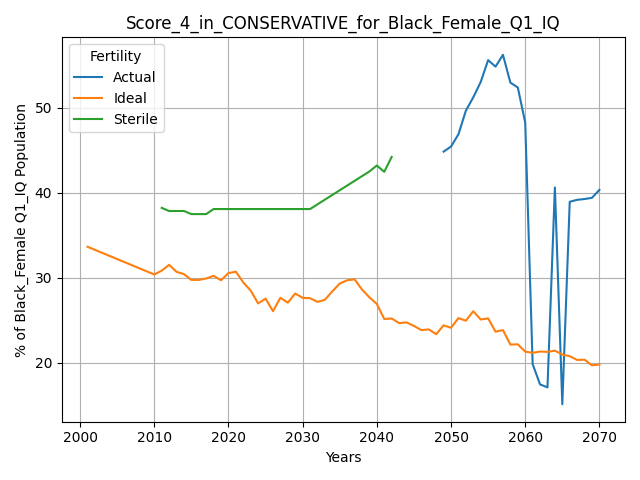 Score_4_in_CONSERVATIVE_for_Black_Female_Q1_IQ
Fertility
Actual
Ideal
Sterile
% of Black_Female Q1_IQ Population
50
40
30
20
2000 2010 2020 2030 2040 2050 2060 2070
Years